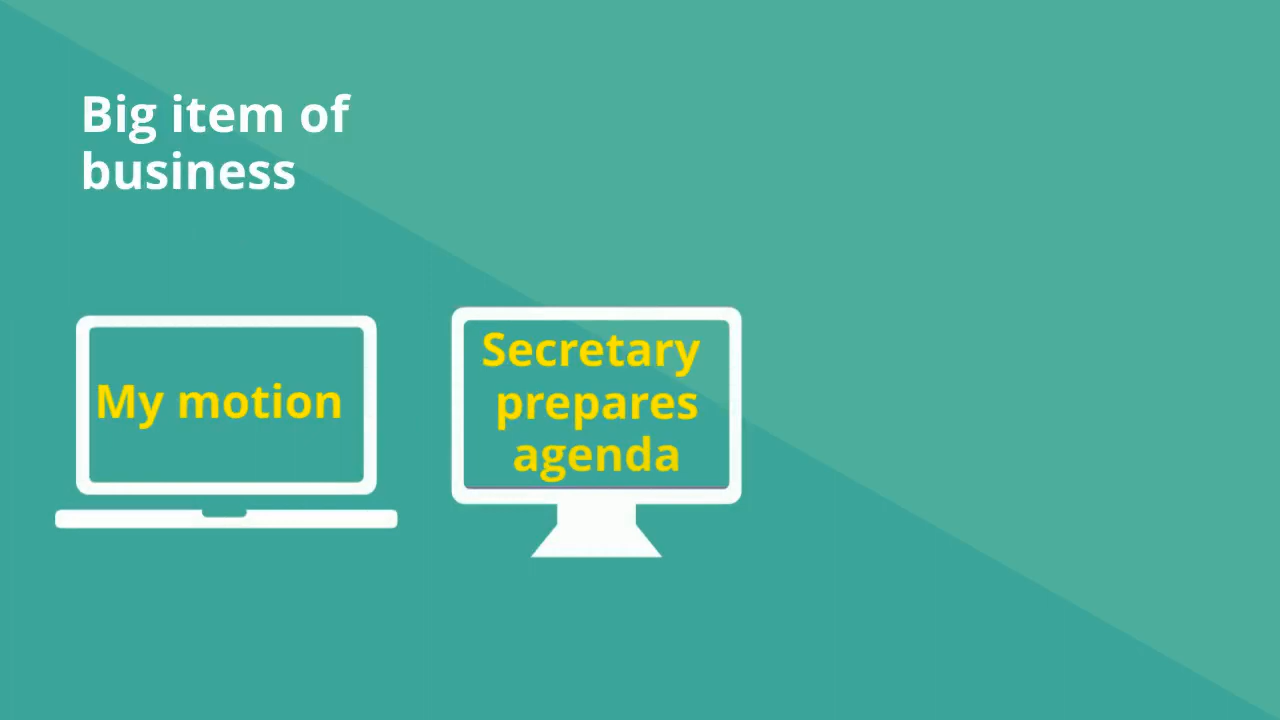 Big item of
business
My motion
Secretary
prepares
agenda